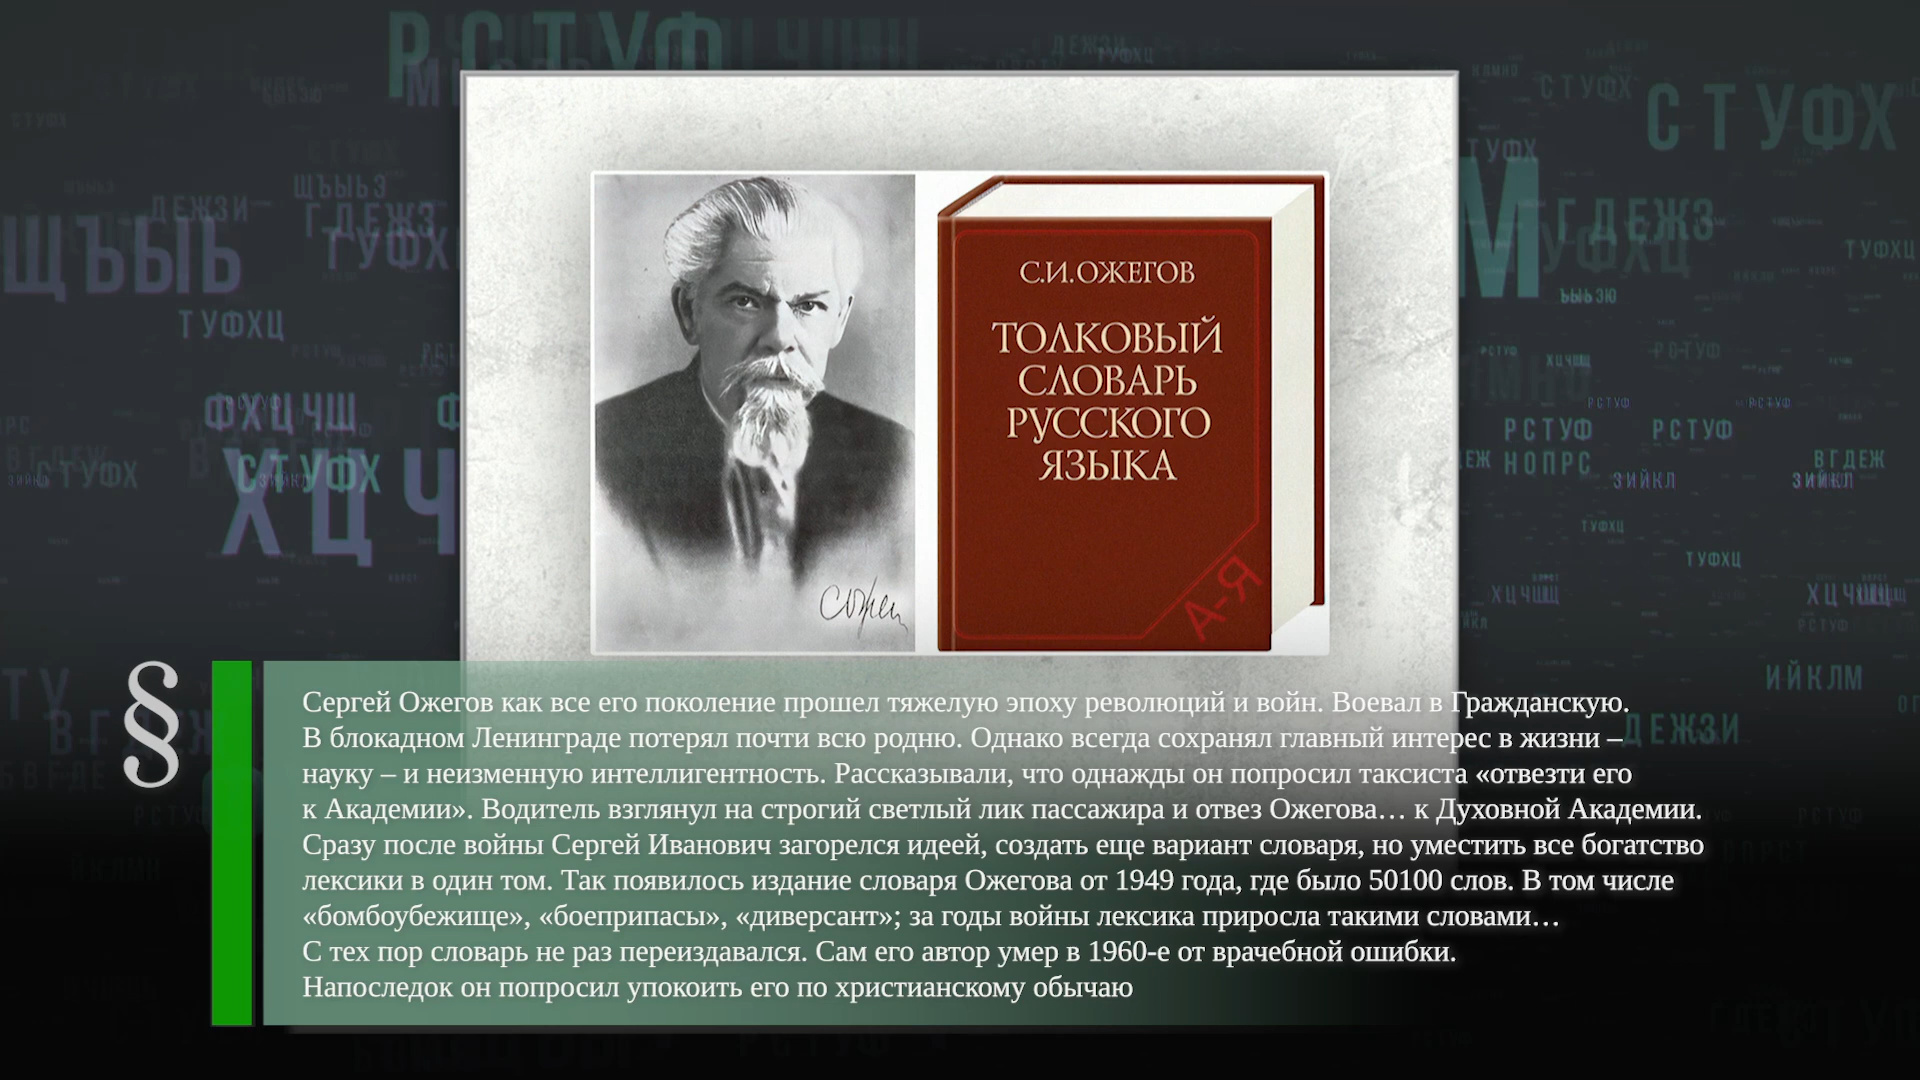 С.И.ОЖЕГОВ
ТОЛКОВЫЙ
СЛОВАРЬ
РУССКОГО
ЯЗЫКА
А-Я
§
Сергей Ожегов как все его поколение прошел тяжелую эпоху революций и войн. Воевал в Гражданскую.
В блокадном Ленинграде потерял почти всю родню. Однако всегда сохранял главный интерес в жизни –
науку – и неизменную интеллигентность. Рассказывали, что однажды он попросил таксиста «отвезти его
к Академии». Водитель взглянул на строгий светлый лик пассажира и отвез Ожегова… к Духовной Академии.
Сразу после войны Сергей Иванович загорелся идеей, создать еще вариант словаря, но уместить все богатство
лексики в один том. Так появилось издание словаря Ожегова от 1949 года, где было 50100 слов. В том числе
«бомбоубежище», «боеприпасы», «диверсант»; за годы войны лексика приросла такими словами…
С тех пор словарь не раз переиздавался. Сам его автор умер в 1960-е от врачебной ошибки.
Напоследок он попросил упокоить его по христианскому обычаю